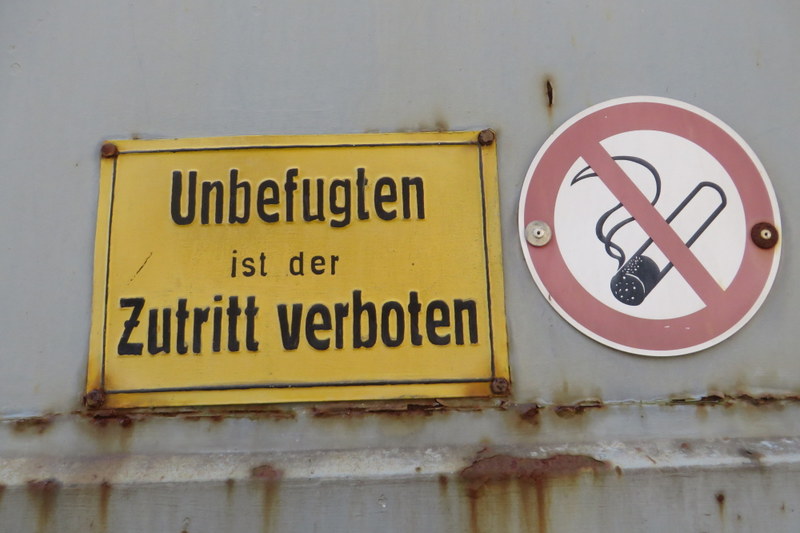 Unbefugten
ist der
Zutritt verboten